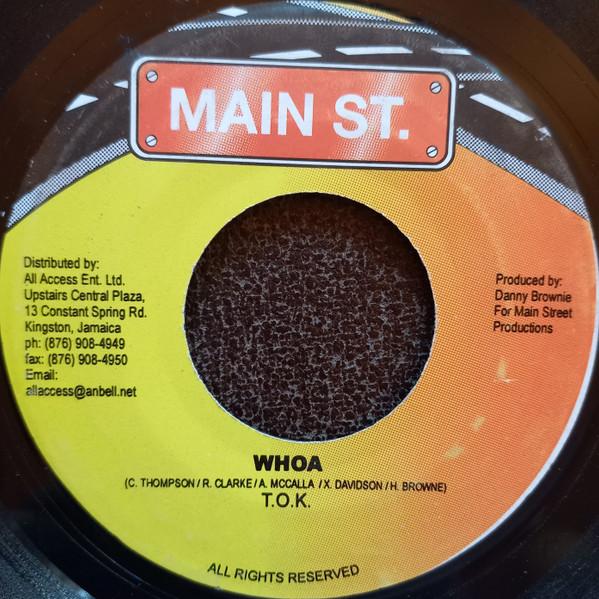 MAIN ST.
Distributed by:
All Access Ent. Ltd.
Upstairs Central Plaza,
13 Constant Spring Rd.
Kingston, Jamaica
ph: (876) 908-4949
fax: (876) 908-4950
Email:
allaccess@anbell.net
Produced by:
Danny Brownie
For Main Street
Productions
WHOA
(C. THOMPSON / R. CLARKE / A. MCCALLA / X. DAVIDSON / H. BROWNE)
T.O.K.
ALL RIGHTS RESERVED